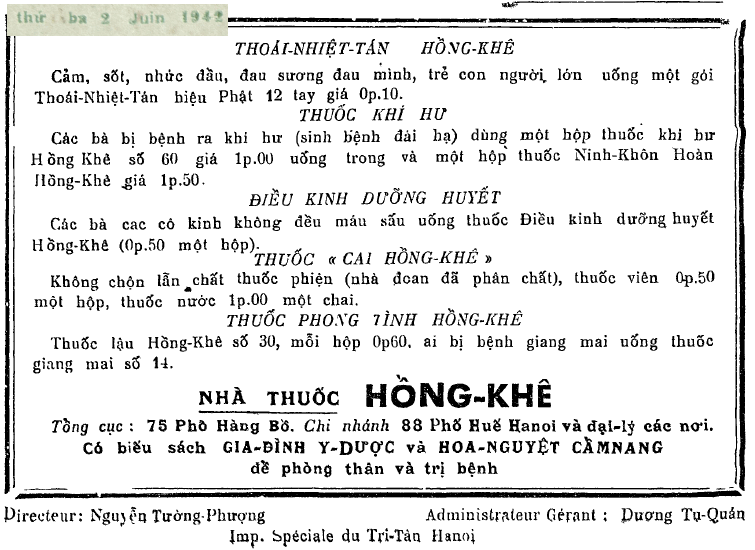 thứ ba 2 Juin 1942
THOÁI-NHIỆT-TÁN HỒNG-KHÊ
Cảm, sốt, nhức đầu, đau sương đau mình, trẻ con người lớn uống một gói
Thoái-Nhiệt-Tán hiệu Phật 12 tay giá 0p.10.
THUỐC KHÍ HƯ
Các bà bị bệnh ra khí hư (sinh bệnh đái hạ) dùng một hộp thuốc khí hư
Hồng Khê số 60 giá 1p.00 uống trong và một hộp thuốc Ninh-Khôn Hoàn
Hồng-Khê giá 1p.50.
ĐIỀU KINH DƯỠNG HUYẾT
Các bà các cô kinh không đều máu sấu uống thuốc Điều kinh dưỡng huyết
Hồng-Khê (0p.50 một hộp).
THUỐC « CAI HỒNG-KHÊ »
Không chộn lẫn chất thuốc phiện (nhà đoan đã phân chất), thuốc viên 0p.50
một hộp, thuốc nước 1p.00 một chai.
THUỐC PHONG TÌNH HỒNG-KHÊ
Thuốc lậu Hồng-Khê số 30, mỗi hộp 0p60. ai bị bệnh giang mai uống thuốc
giang mai số 14.
NHÀ THUỐC HỒNG-KHÊ
Tổng cục : 75 Phố Hàng Bồ. Chi nhánh 88 Phố Huế Hanoi và đại-lý các nơi.
Có biếu sách GIA-ĐÌNH Y-DƯỢC và HOA-NGUYỆT CẦMNANG
để phòng thân và trị bệnh
Directeur: Nguyễn Tường-Phượng Administrateur Gérant : Dương Tụ-Quán
Imp. Spéciale du Tri-Tân Hanoi